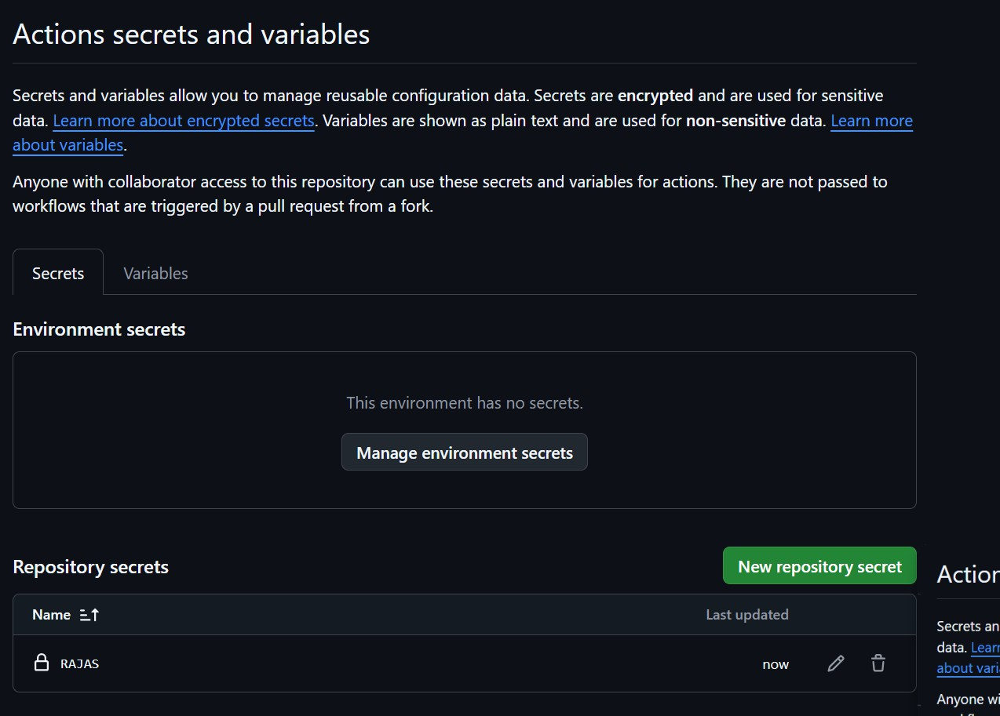 Actions secrets and variables
Secrets and variables allow you to manage reusable configuration data. Secrets are encrypted and are used for sensitive
data. Learn more about encrypted secrets. Variables are shown as plain text and are used for non-sensitive data. Learn more
about variables.
Anyone with collaborator access to this repository can use these secrets and variables for actions. They are not passed to
workflows that are triggered by a pull request from a fork.
Secrets
Variables
Environment secrets
This environment has no secrets.
Manage environment secrets
Repository secrets
New repository secret
Name
Last updated
RAJAS
now
Action
Secrets an
data. Learn
about vari
Anyone wi